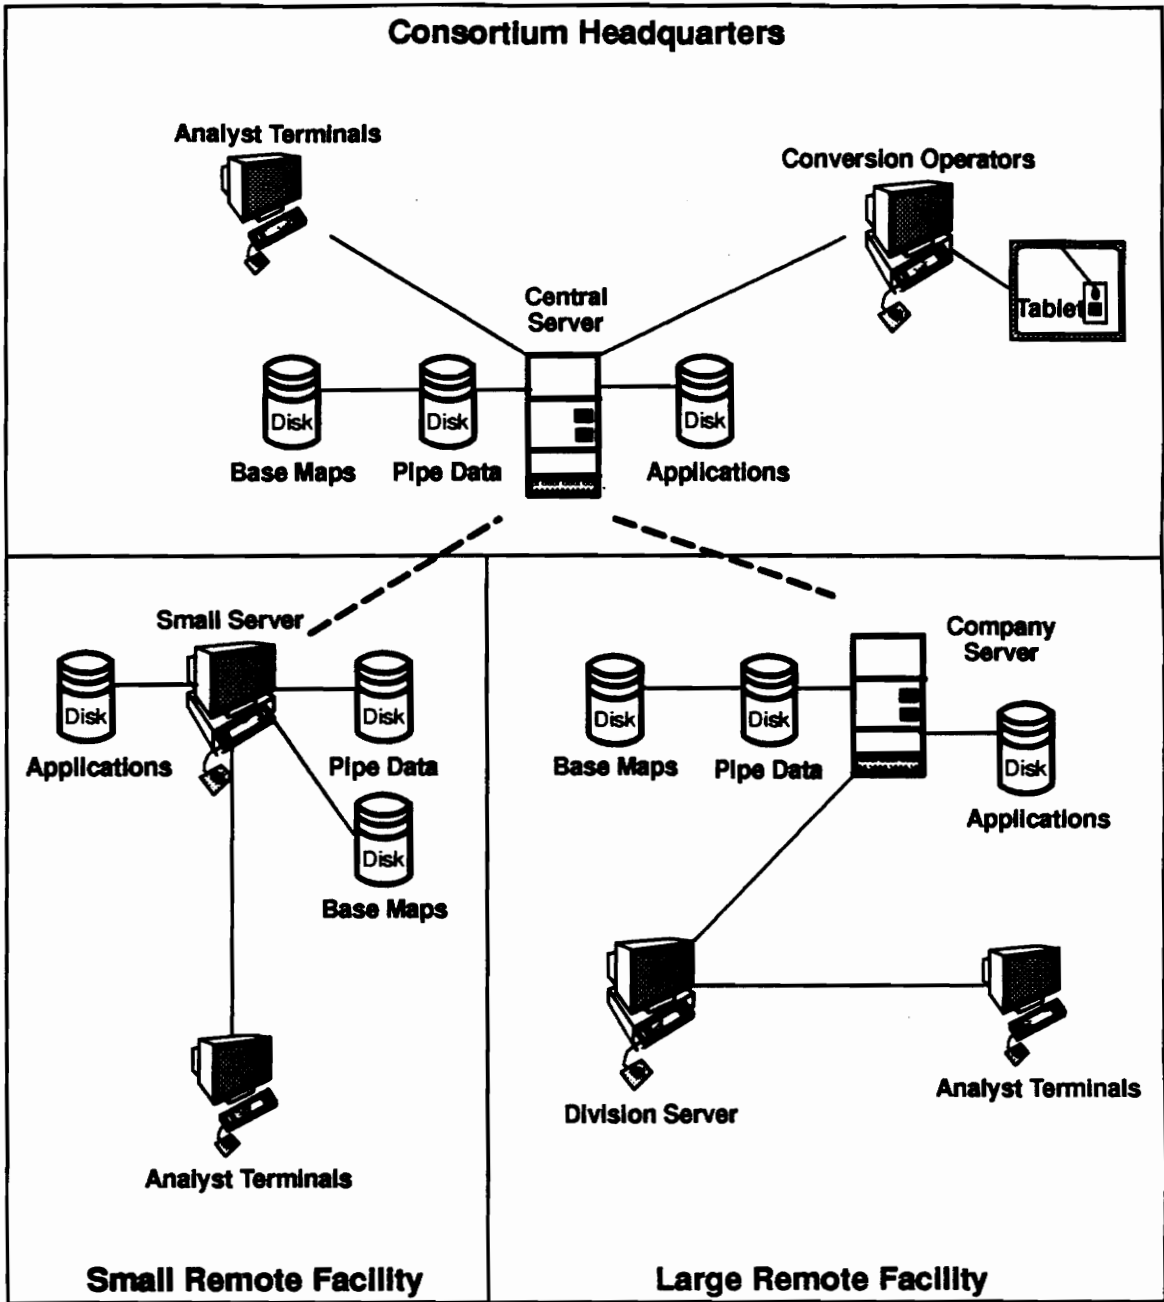 Consortium Headquarters
Analyst Terminals
Conversion Operators
Tablet
Central
Server
Disk
Disk
Disk
Base Maps
Pipe Data
Applications
Small Server
Disk
Disk
Applications
Pipe Data
Disk
Base Maps
Analyst Terminals
Small Remote Facility
Company
Server
Disk
Disk
Base Maps
Pipe Data
Disk
Applications
Division Server
Analyst Terminals
Large Remote Facility